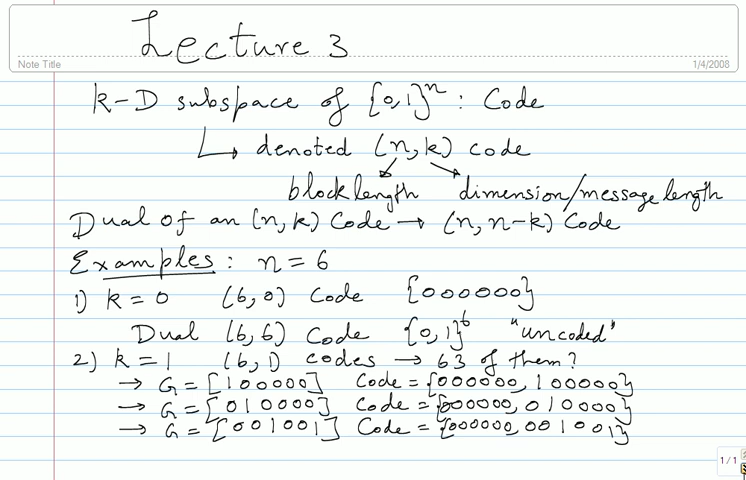 Lecture 3
Note Title
1/4/2008
k-D subspace of {0,1}^n : Code
↳ denoted (n,k) code
blocklength dimension/message length
Dual of an (n,k) Code → (n, n-k) Code
Examples : n = 6
1) k = 0 (6,0) Code {000000}
Dual (6,6) Code {0,1}^6 "uncoded"
2) k = 1 (6,1) codes → 63 of them?
→ G = [100000] Code = {000000, 100000}
→ G = [010000] Code = {000000, 010000}
→ G = [001001] Code = {000000, 001001}
1/1